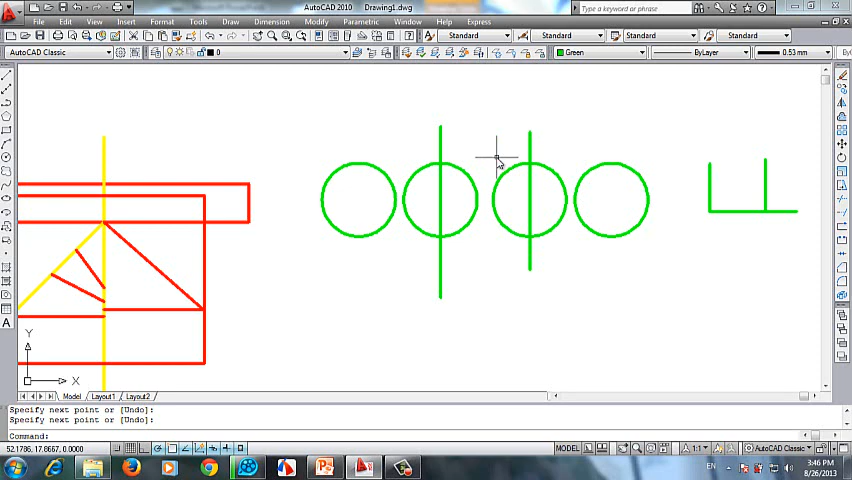 AutoCAD 2010 Drawing1.dwg
Type a keyword or phrase
File Edit View Insert Format Tools Draw Dimension Modify Parametric Window Help Express
Standard Standard Standard Standard
AutoCAD Classic 0 Green ByLayer 0.53 mm
Y
X
A
Model Layout1 Layout2
Specify next point or [Undo]:
Specify next point or [Undo]:
Command:
52.1786, 17.8667, 0.0000 MODEL 1:1 AutoCAD Classic
EN 3:46 PM
8/26/2013